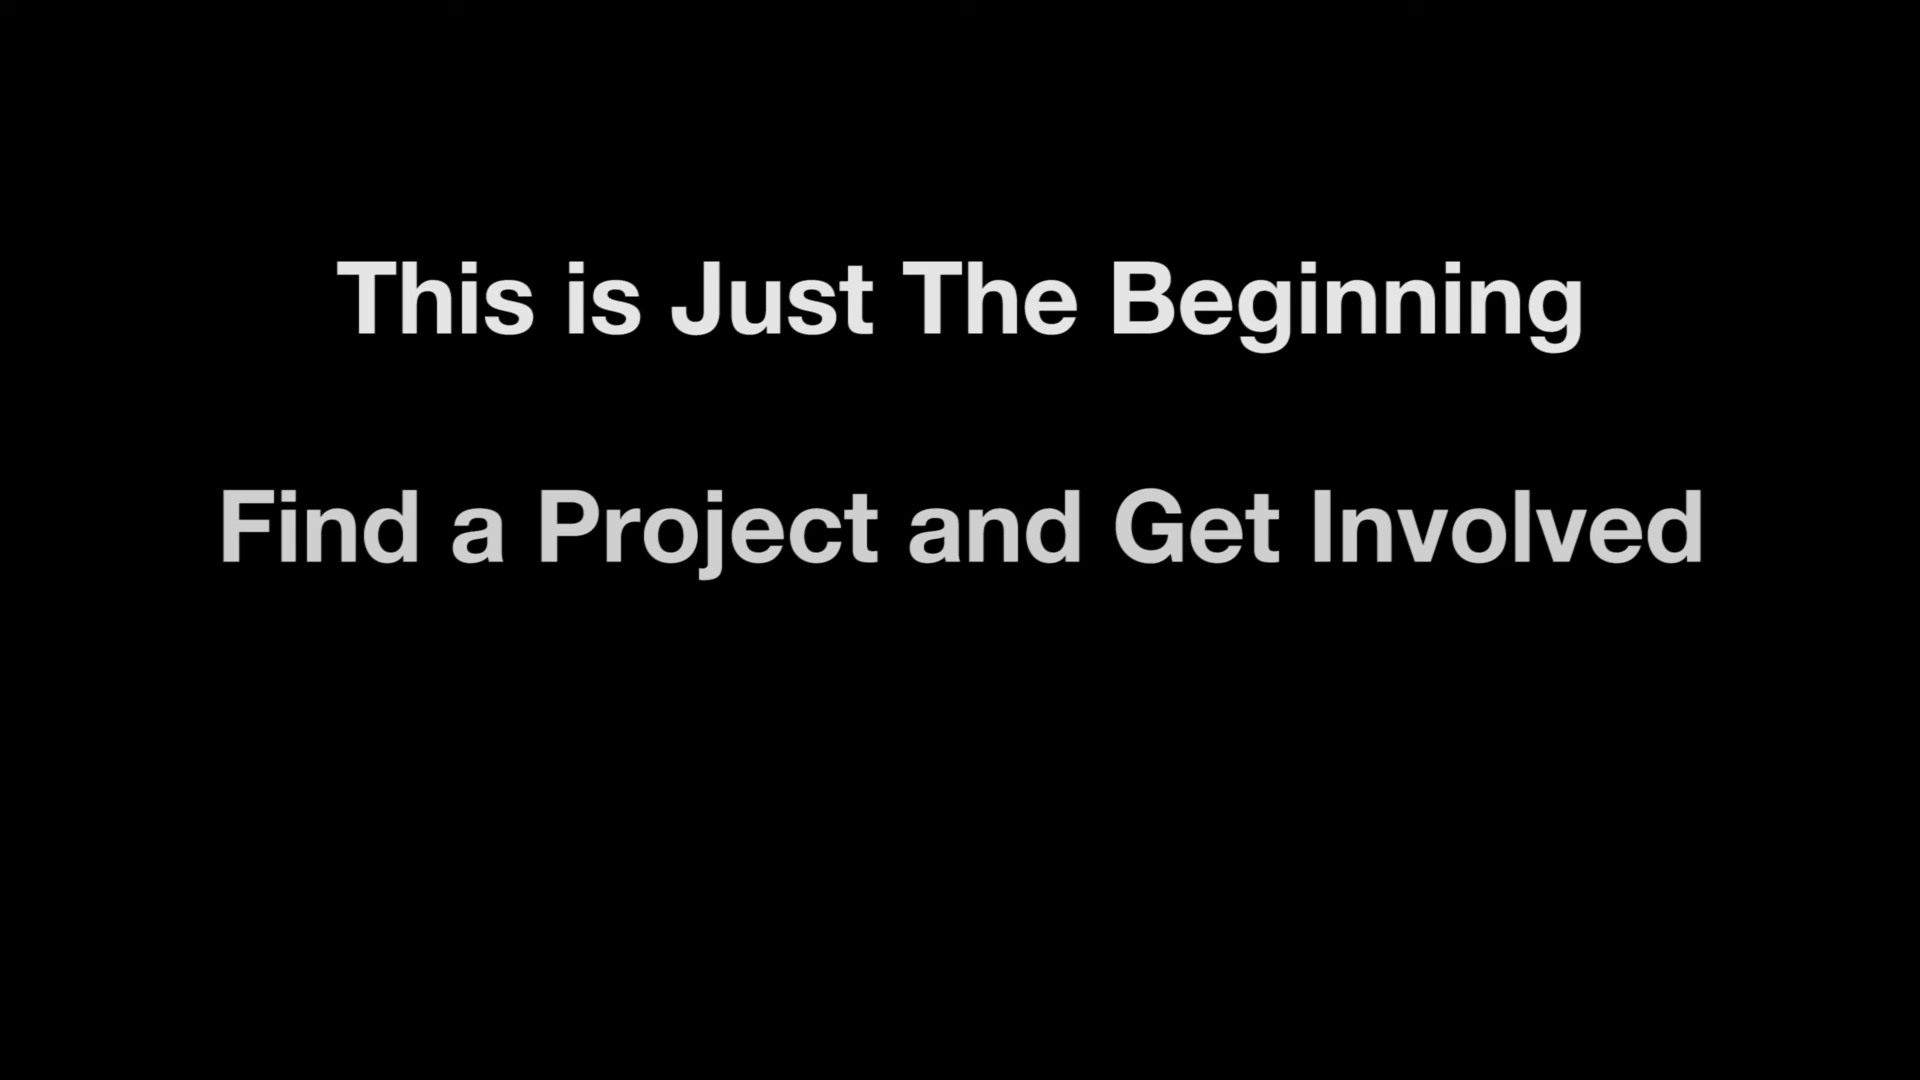 This is Just The Beginning
Find a Project and Get Involved